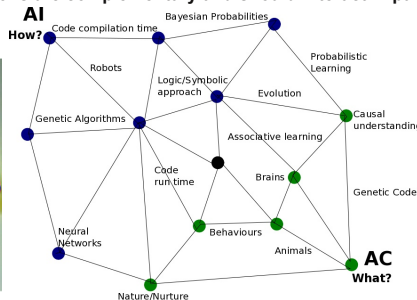 AI
How?
Code compilation time
Bayesian Probabilities
Robots
Probabilistic
Learning
Logic/Symbolic
approach
Evolution
Genetic Algorithms
Causal
understanding
Associative learning
Code
run time
Brains
Genetic Code
Neural
Networks
Behaviours
Animals
AC
What?
Nature/Nurture